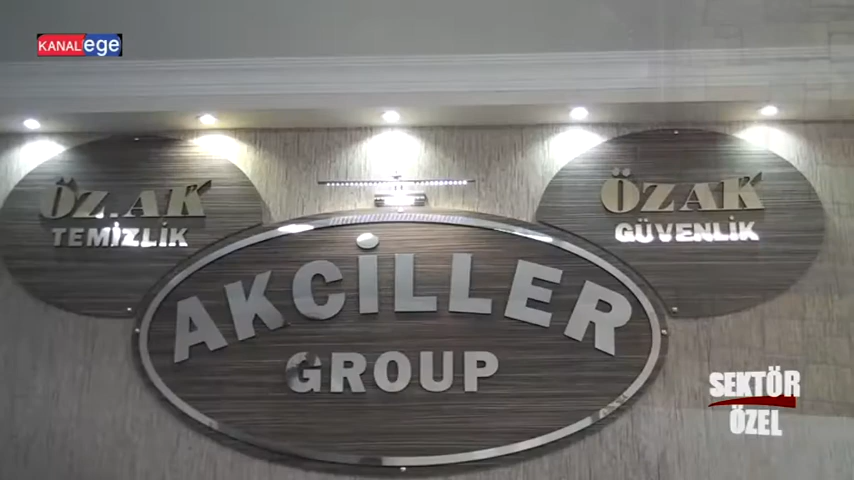 KANAL ege
ÖZ.AK
TEMİZLİK
ÖZAK
GÜVENLİK
AKCİLLER
GROUP
SEKTÖR
ÖZEL